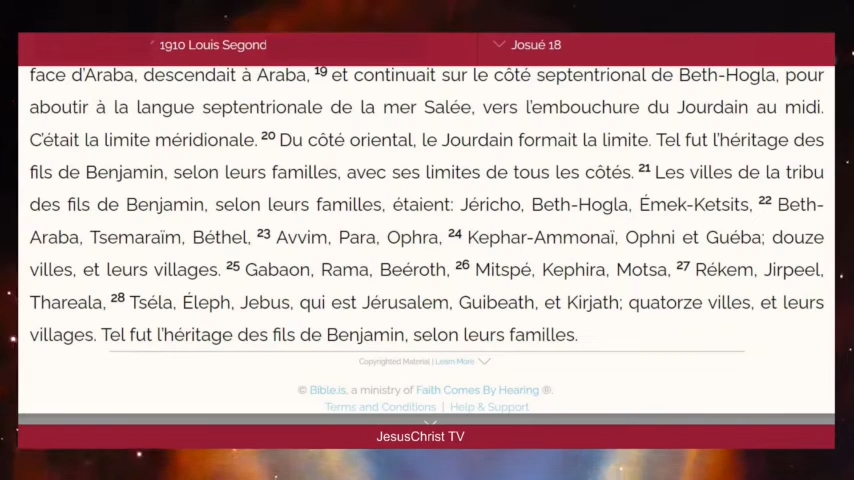 1910 Louis Segond
Josué 18
face d'Araba, descendait à Araba, 19 et continuait sur le côté septentrional de Beth-Hogla, pour
aboutir à la langue septentrionale de la mer Salée, vers l'embouchure du Jourdain au midi.
C'était la limite méridionale. 20 Du côté oriental, le Jourdain formait la limite. Tel fut l'héritage des
fils de Benjamin, selon leurs familles, avec ses limites de tous les côtés. 21 Les villes de la tribu
des fils de Benjamin, selon leurs familles, étaient: Jéricho, Beth-Hogla, Émek-Ketsits, 22 Beth-
Araba, Tsemaraïm, Béthel, 23 Avvim, Para, Ophra, 24 Kephar-Ammonaï, Ophni et Guéba; douze
villes, et leurs villages. 25 Gabaon, Rama, Beéroth, 26 Mitspé, Kephira, Motsa, 27 Rékem, Jirpeel,
Thareala, 28 Tséla, Éleph, Jebus, qui est Jérusalem, Guibeath, et Kirjath; quatorze villes, et leurs
villages. Tel fut l'héritage des fils de Benjamin, selon leurs familles.
Copyrighted Material | Learn More
© Bible.is, a ministry of Faith Comes By Hearing ®.
Terms and Conditions | Help & Support
JesusChrist TV